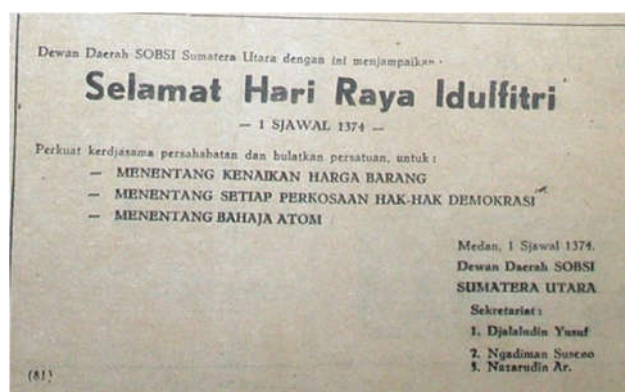 Dewan Daerah SOBSI Sumatera Utara dengan ini menjampaikan :
Selamat Hari Raya Idulfitri
— 1 SJAWAL 1374 —
Perkuat kerdjasama persahabatan dan bulatkan persatuan, untuk :
— MENENTANG KENAIKAN HARGA BARANG
— MENENTANG SETIAP PERKOSAAN HAK-HAK DEMOKRASI
— MENENTANG BAHAJA ATOM
Medan, 1 Sjawal 1374.
Dewan Daerah SOBSI
SUMATERA UTARA
Sekretariat :
1. Djalaludin Yusuf
2. Ngadiman Suseno
3. Nazarudin Ar.
(81)